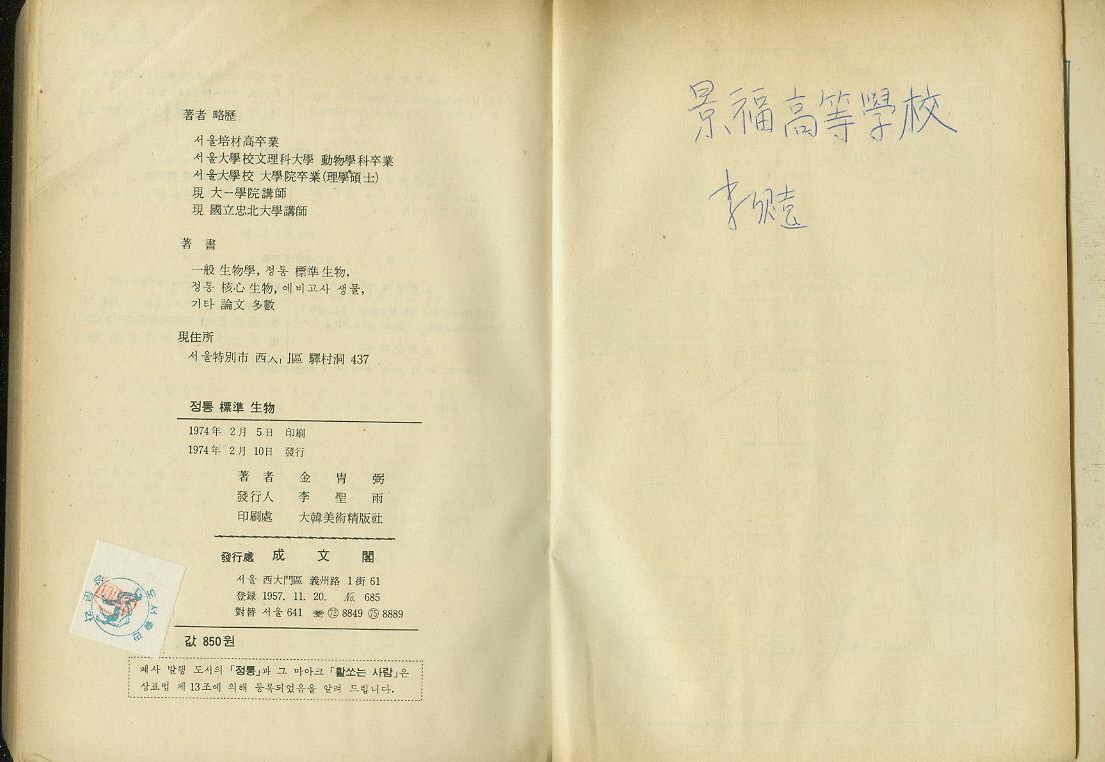 著者 略歷
서울培材高卒業
서울大學校文理科大學 動物學科卒業
서울大學校 大學院卒業(理學碩士)
現 大一學院講師
現 國立忠北大學講師
著 書
一般 生物學, 정통 標準 生物,
정통 核心 生物, 예비고사 생물,
기타 論文 多數
現住所
서울特別市 西大門區 驛村洞 437
정통 標準 生物
1974年 2月 5日 印刷
1974年 2月 10日 發行
著 者 金 冑 弼
發行人 李 聖 雨
印刷處 大韓美術精版社
發行處 成 文 閣
서울 西大門區 義州路 1街 61
登録 1957. 11. 20. №. 685
對替 서울 641 ☎ ㉒ 8849 ㉕ 8889
값 850원
폐사 발행 도서의 「정통」과 그 마아크 「활쏘는 사람」은
상표법 제13조에 의해 등록되었음을 알려 드립니다.
도서출판
성문각
景福高等學校
李